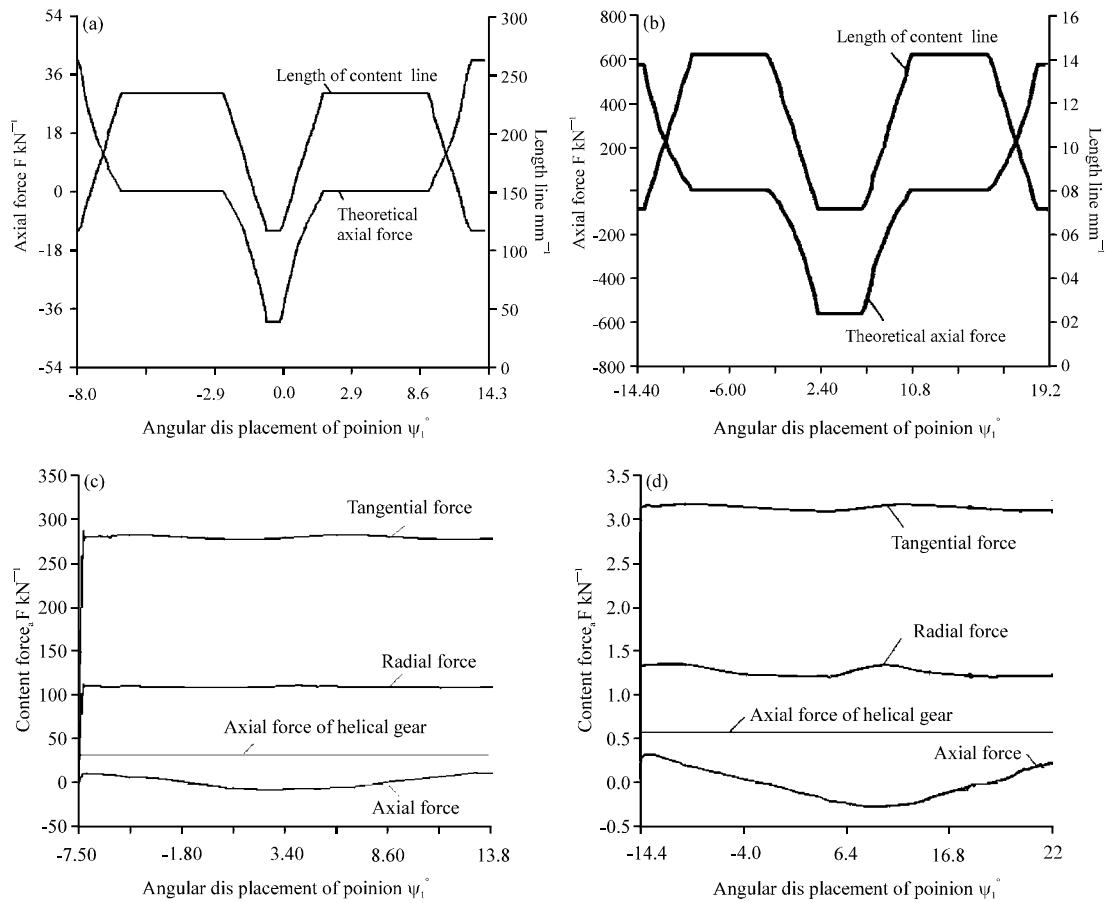 (a)
54
36
18
0
-18
-36
-54
Axial force F kN⁻¹
300
250
200
150
100
50
0
Length line mm⁻¹
Length of content line
Theoretical
axial force
-8.0
-2.9
0.0
2.9
8.6
14.3
Angular dis placement of poinion ψ₁°
(b)
800
600
400
200
0
-200
-400
-600
-800
Axial force F kN⁻¹
16
14
12
10
08
06
04
02
0
Length line mm⁻¹
Length of content line
Theoretical axial force
-14.40
-6.00
2.40
10.8
19.2
Angular dis placement of poinion ψ₁°
(c)
350
300
250
200
150
100
50
0
-50
Content forceₐ F kN⁻¹
Tangential force
Radial force
Axial force of helical gear
Axial force
-7.50
-1.80
3.40
8.60
13.8
Angular dis placement of poinion ψ₁°
(d)
3.5
3.0
2.5
2.0
1.5
1.0
0.5
0.0
-0.5
Content forceₐ F kN⁻¹
Tangential force
Radial force
Axial force of helical gear
Axial force
-14.4
-4.0
6.4
16.8
22
Angular dis placement of poinion ψ₁°